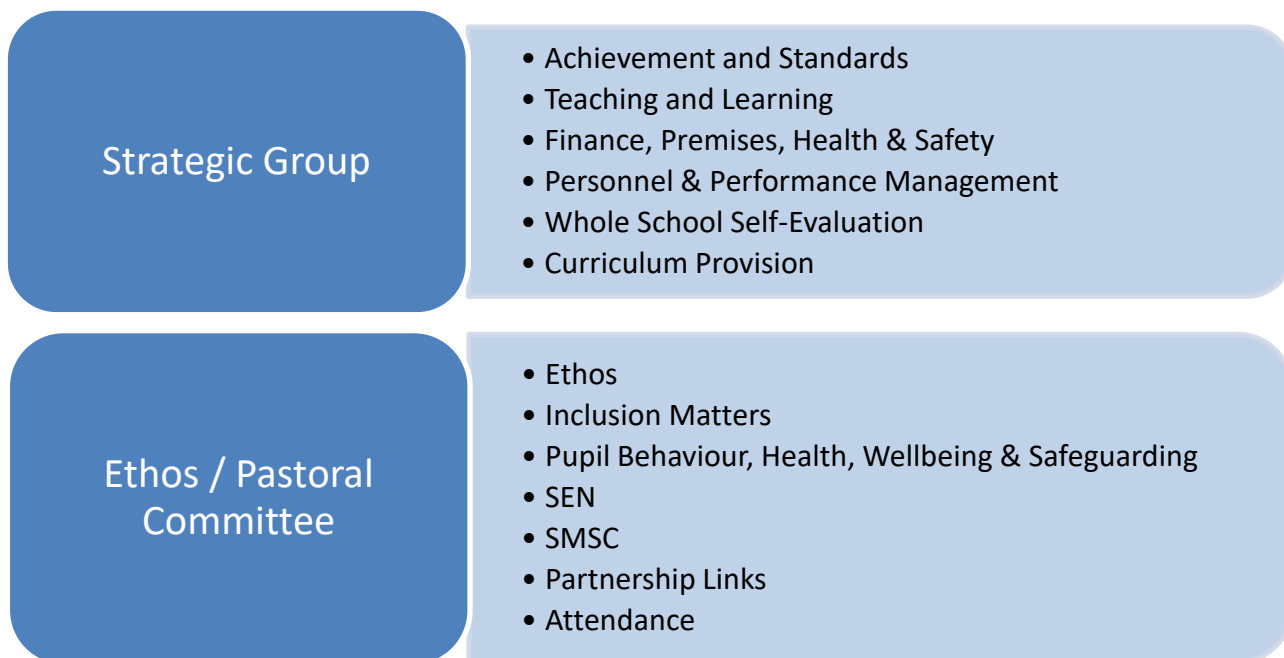 Strategic Group
• Achievement and Standards
• Teaching and Learning
• Finance, Premises, Health & Safety
• Personnel & Performance Management
• Whole School Self-Evaluation
• Curriculum Provision
Ethos / Pastoral
Committee
• Ethos
• Inclusion Matters
• Pupil Behaviour, Health, Wellbeing & Safeguarding
• SEN
• SMSC
• Partnership Links
• Attendance